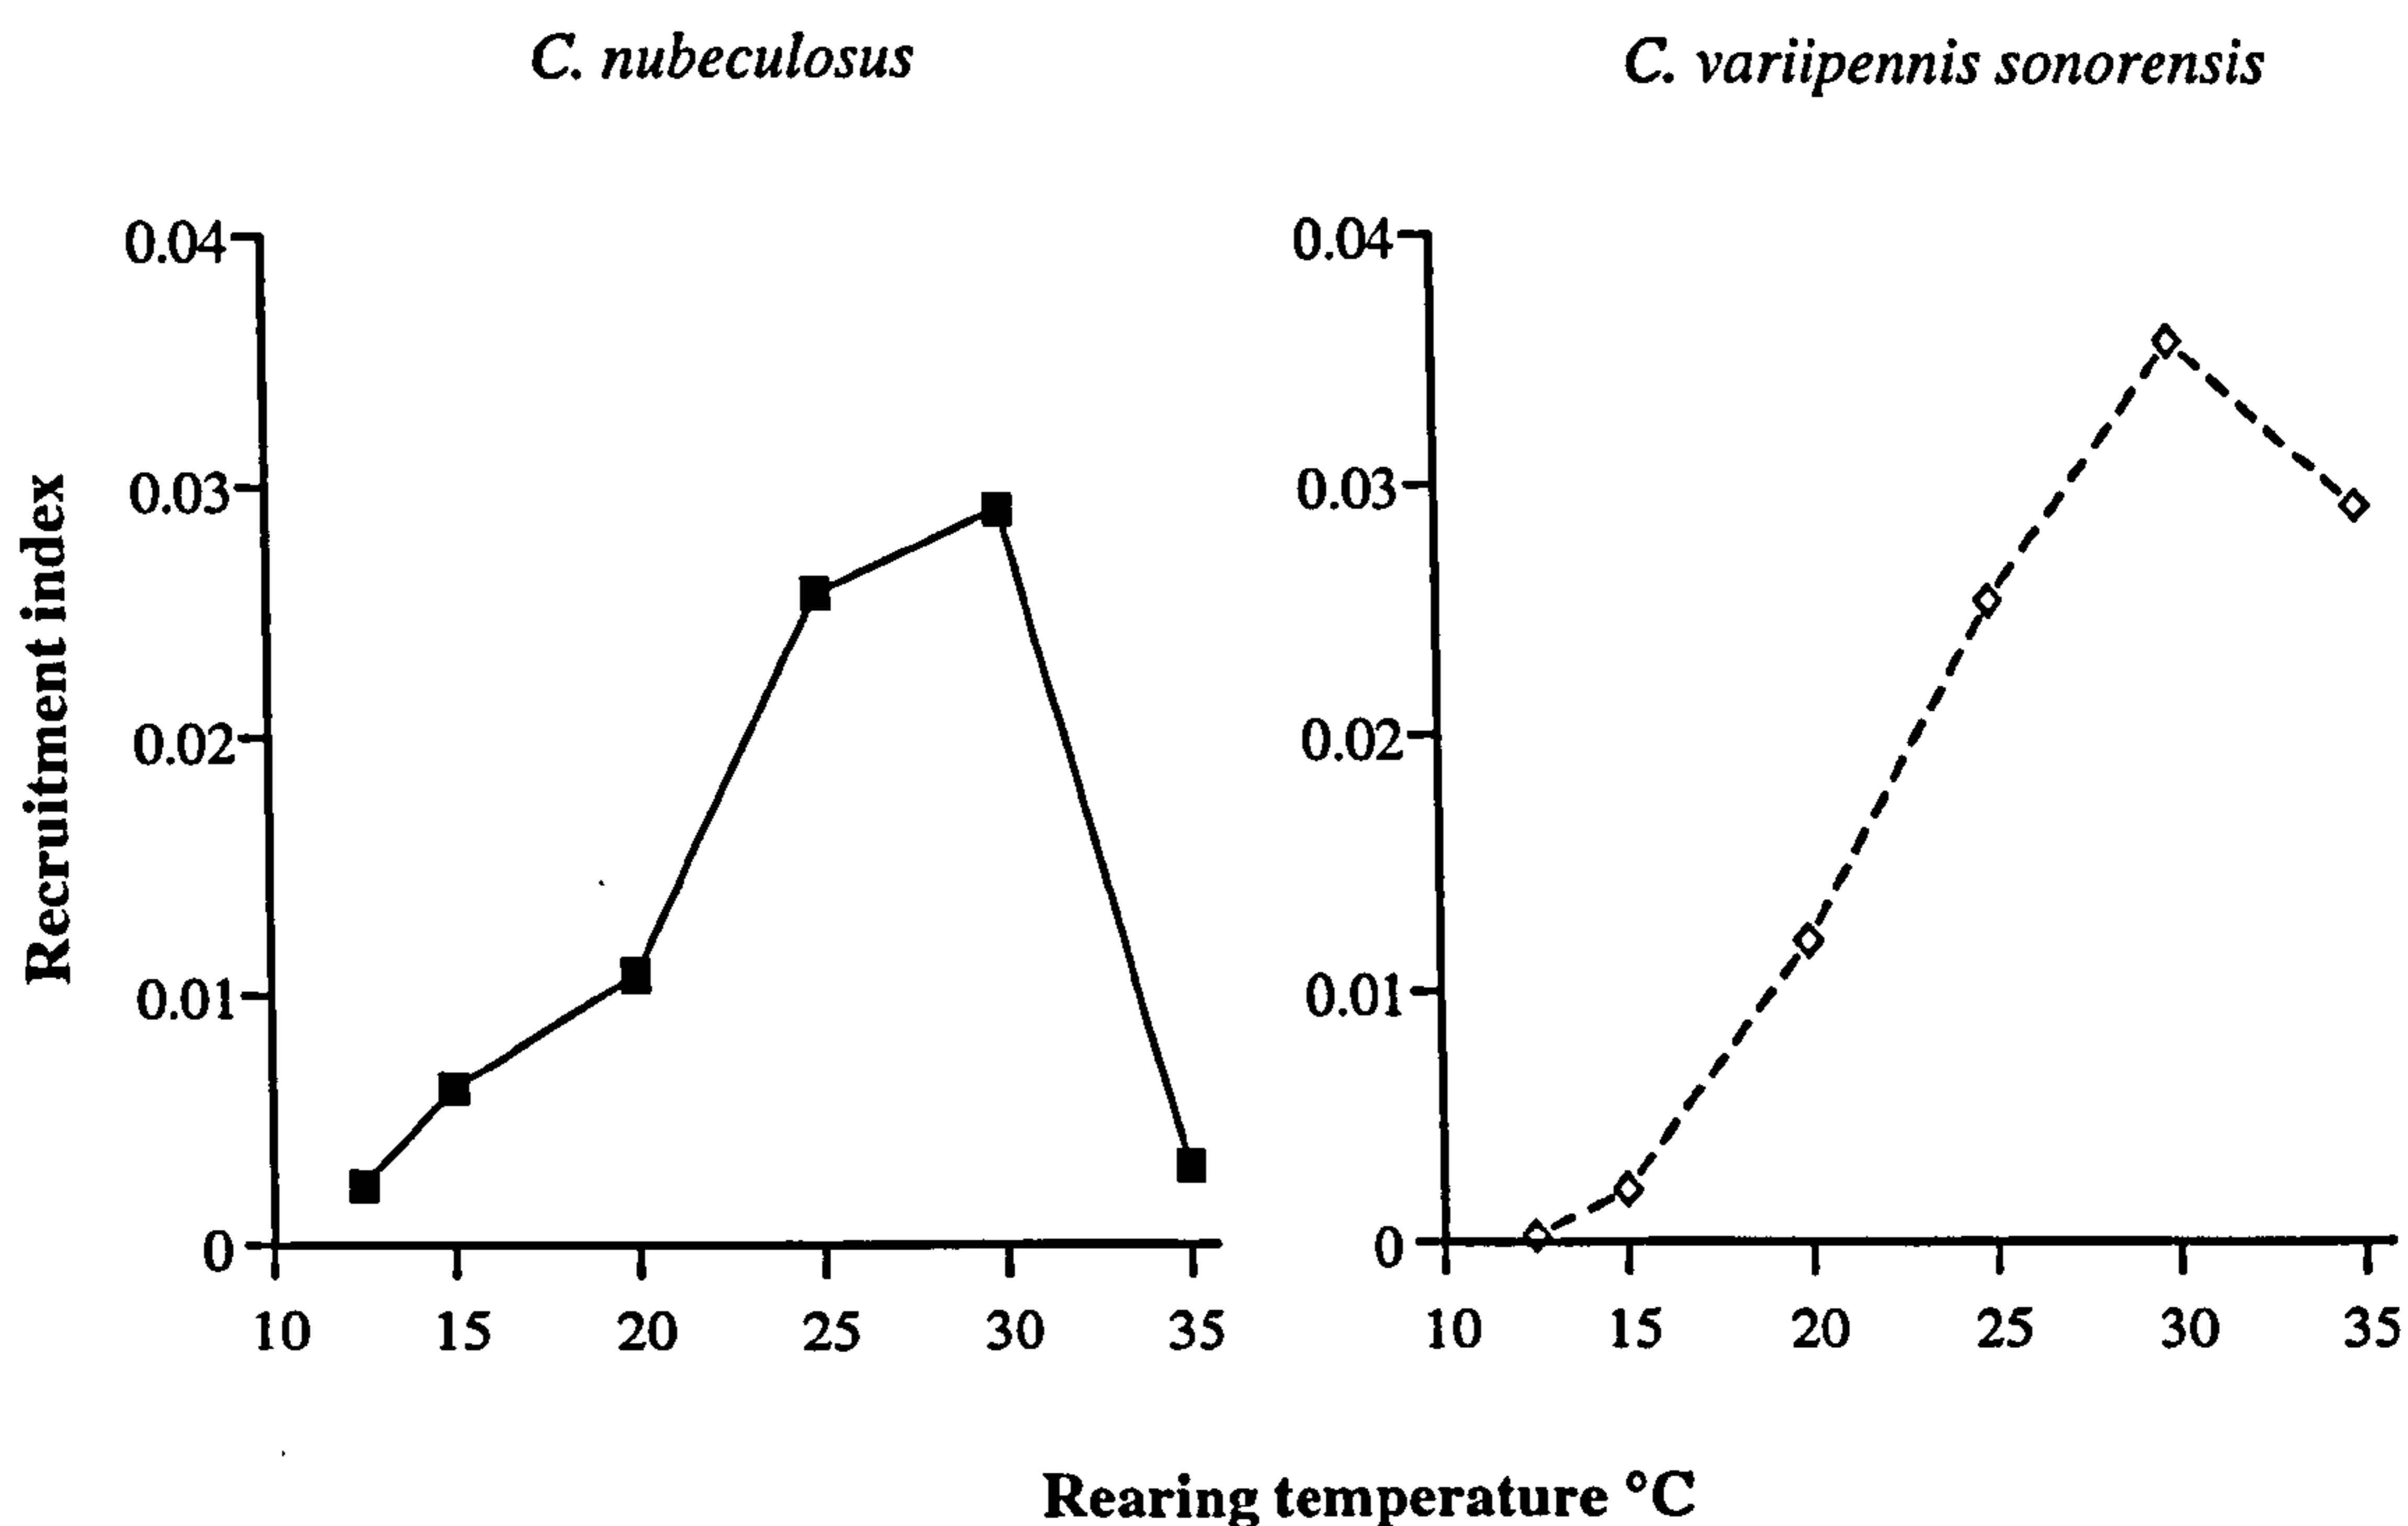 C. nubeculosus
C. variipennis sonorensis
Recruitment index
0.04
0.03
0.02
0.01
0
10 15 20 25 30 35
0.04
0.03
0.02
0.01
0
10 15 20 25 30 35
Rearing temperature °C